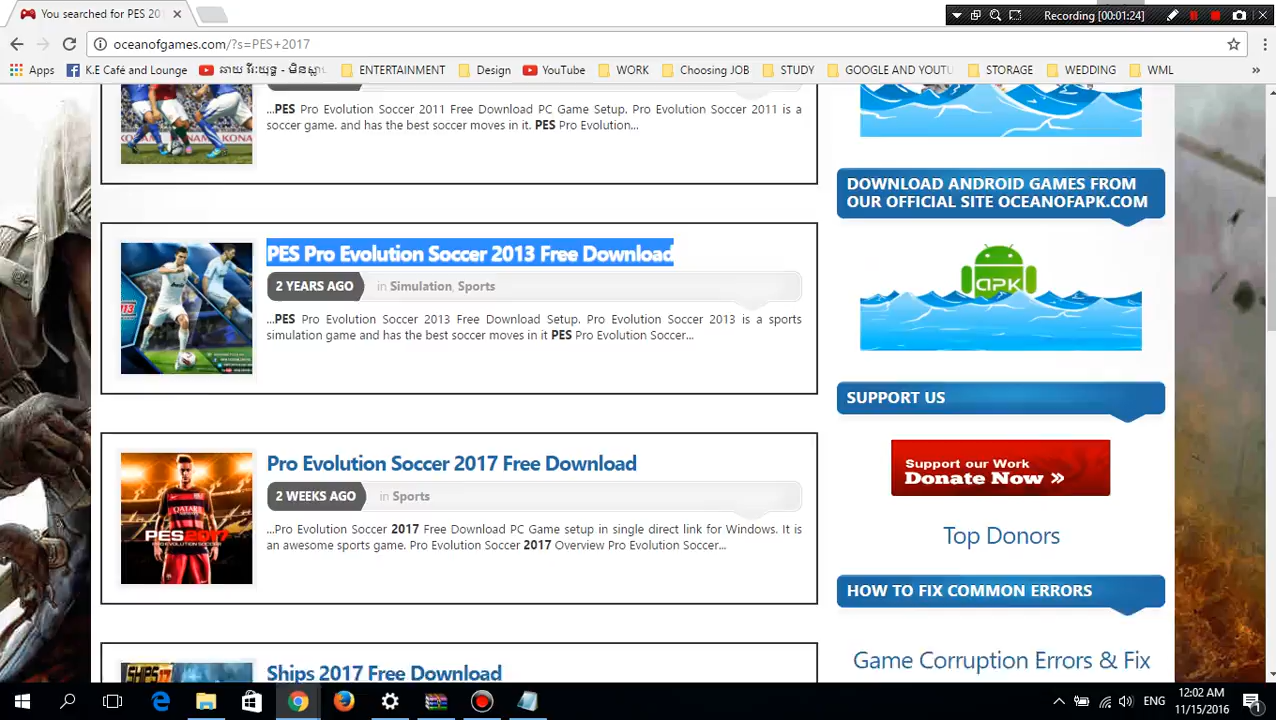 You searched for PES 20
Recording [00:01:24]
oceanofgames.com/?s=PES+2017
Apps K.E Café and Lounge ENTERTAINMENT Design YouTube WORK Choosing JOB STUDY GOOGLE AND YOUTU STORAGE WEDDING WML »
...PES Pro Evolution Soccer 2011 Free Download PC Game Setup. Pro Evolution Soccer 2011 is a
soccer game. and has the best soccer moves in it. PES Pro Evolution...
PES Pro Evolution Soccer 2013 Free Download
2 YEARS AGO in Simulation, Sports
...PES Pro Evolution Soccer 2013 Free Download Setup. Pro Evolution Soccer 2013 is a sports
simulation game and has the best soccer moves in it PES Pro Evolution Soccer...
Pro Evolution Soccer 2017 Free Download
2 WEEKS AGO in Sports
PES2017
...Pro Evolution Soccer 2017 Free Download PC Game setup in single direct link for Windows. It is
an awesome sports game. Pro Evolution Soccer 2017 Overview Pro Evolution Soccer...
Ships 2017 Free Download
DOWNLOAD ANDROID GAMES FROM
OUR OFFICIAL SITE OCEANOFAPK.COM
apk
SUPPORT US
Support our Work
Donate Now »
Top Donors
HOW TO FIX COMMON ERRORS
Game Corruption Errors & Fix
ENG
12:02 AM
11/15/2016
1